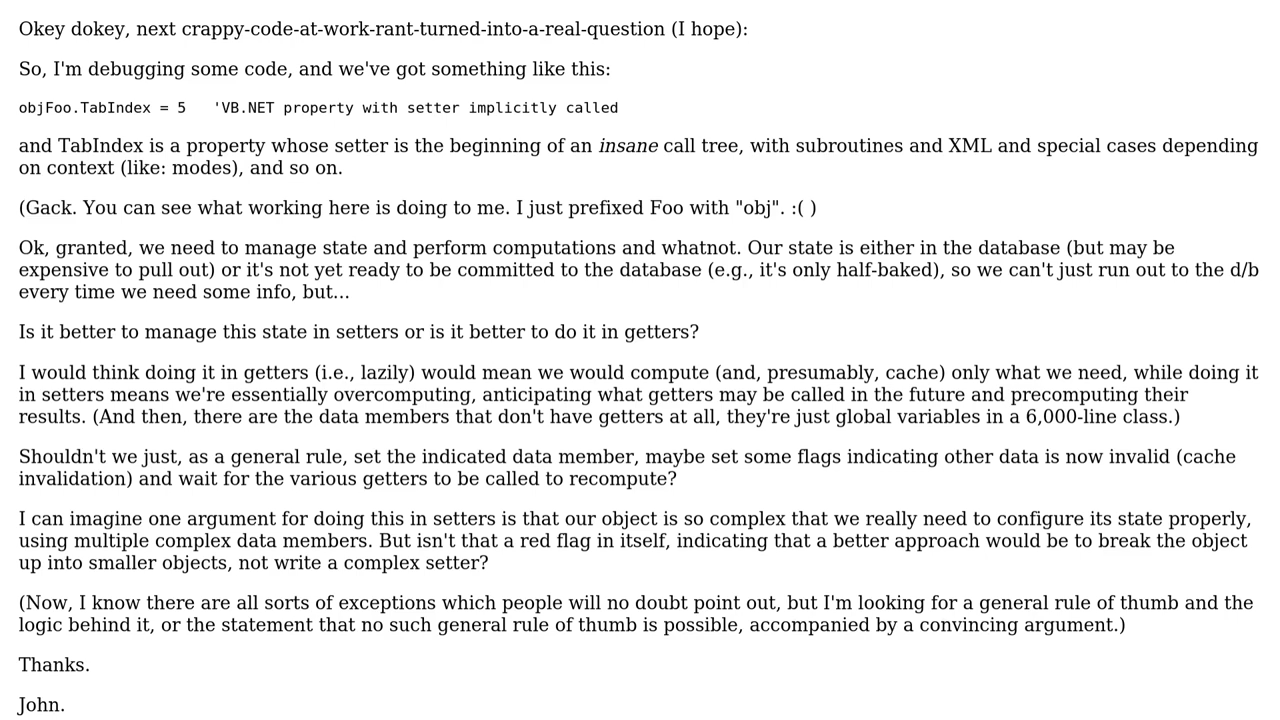 Okey dokey, next crappy-code-at-work-rant-turned-into-a-real-question (I hope):
So, I'm debugging some code, and we've got something like this:
objFoo.TabIndex = 5   'VB.NET property with setter implicitly called
and TabIndex is a property whose setter is the beginning of an insane call tree, with subroutines and XML and special cases depending
on context (like: modes), and so on.
(Gack. You can see what working here is doing to me. I just prefixed Foo with "obj". :( )
Ok, granted, we need to manage state and perform computations and whatnot. Our state is either in the database (but may be
expensive to pull out) or it's not yet ready to be committed to the database (e.g., it's only half-baked), so we can't just run out to the d/b
every time we need some info, but...
Is it better to manage this state in setters or is it better to do it in getters?
I would think doing it in getters (i.e., lazily) would mean we would compute (and, presumably, cache) only what we need, while doing it
in setters means we're essentially overcomputing, anticipating what getters may be called in the future and precomputing their
results. (And then, there are the data members that don't have getters at all, they're just global variables in a 6,000-line class.)
Shouldn't we just, as a general rule, set the indicated data member, maybe set some flags indicating other data is now invalid (cache
invalidation) and wait for the various getters to be called to recompute?
I can imagine one argument for doing this in setters is that our object is so complex that we really need to configure its state properly,
using multiple complex data members. But isn't that a red flag in itself, indicating that a better approach would be to break the object
up into smaller objects, not write a complex setter?
(Now, I know there are all sorts of exceptions which people will no doubt point out, but I'm looking for a general rule of thumb and the
logic behind it, or the statement that no such general rule of thumb is possible, accompanied by a convincing argument.)
Thanks.
John.